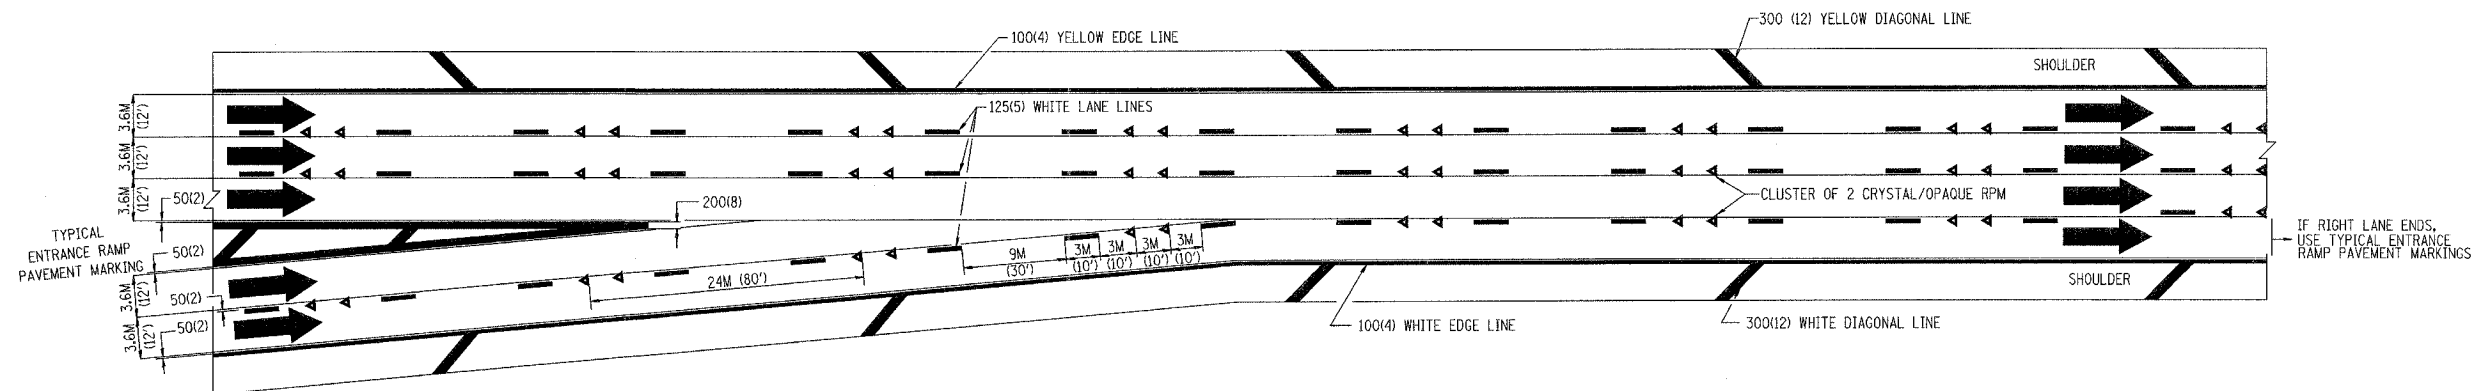 300 (12) YELLOW DIAGONAL LINE
100(4) YELLOW EDGE LINE
SHOULDER
3.6M
(12')
125(5) WHITE LANE LINES
3.6M
(12')
3.6M
(12')
50(2)
200(8)
CLUSTER OF 2 CRYSTAL/OPAQUE RPM
TYPICAL
ENTRANCE RAMP
PAVEMENT MARKING
50(2)
9M
(30')
3M
(10')
3M
(10')
3M
(10')
3M
(10')
IF RIGHT LANE ENDS,
USE TYPICAL ENTRANCE
RAMP PAVEMENT MARKINGS
24M (80')
SHOULDER
3.6M
(12')
50(2)
3.6M
(12')
50(2)
100(4) WHITE EDGE LINE
300(12) WHITE DIAGONAL LINE